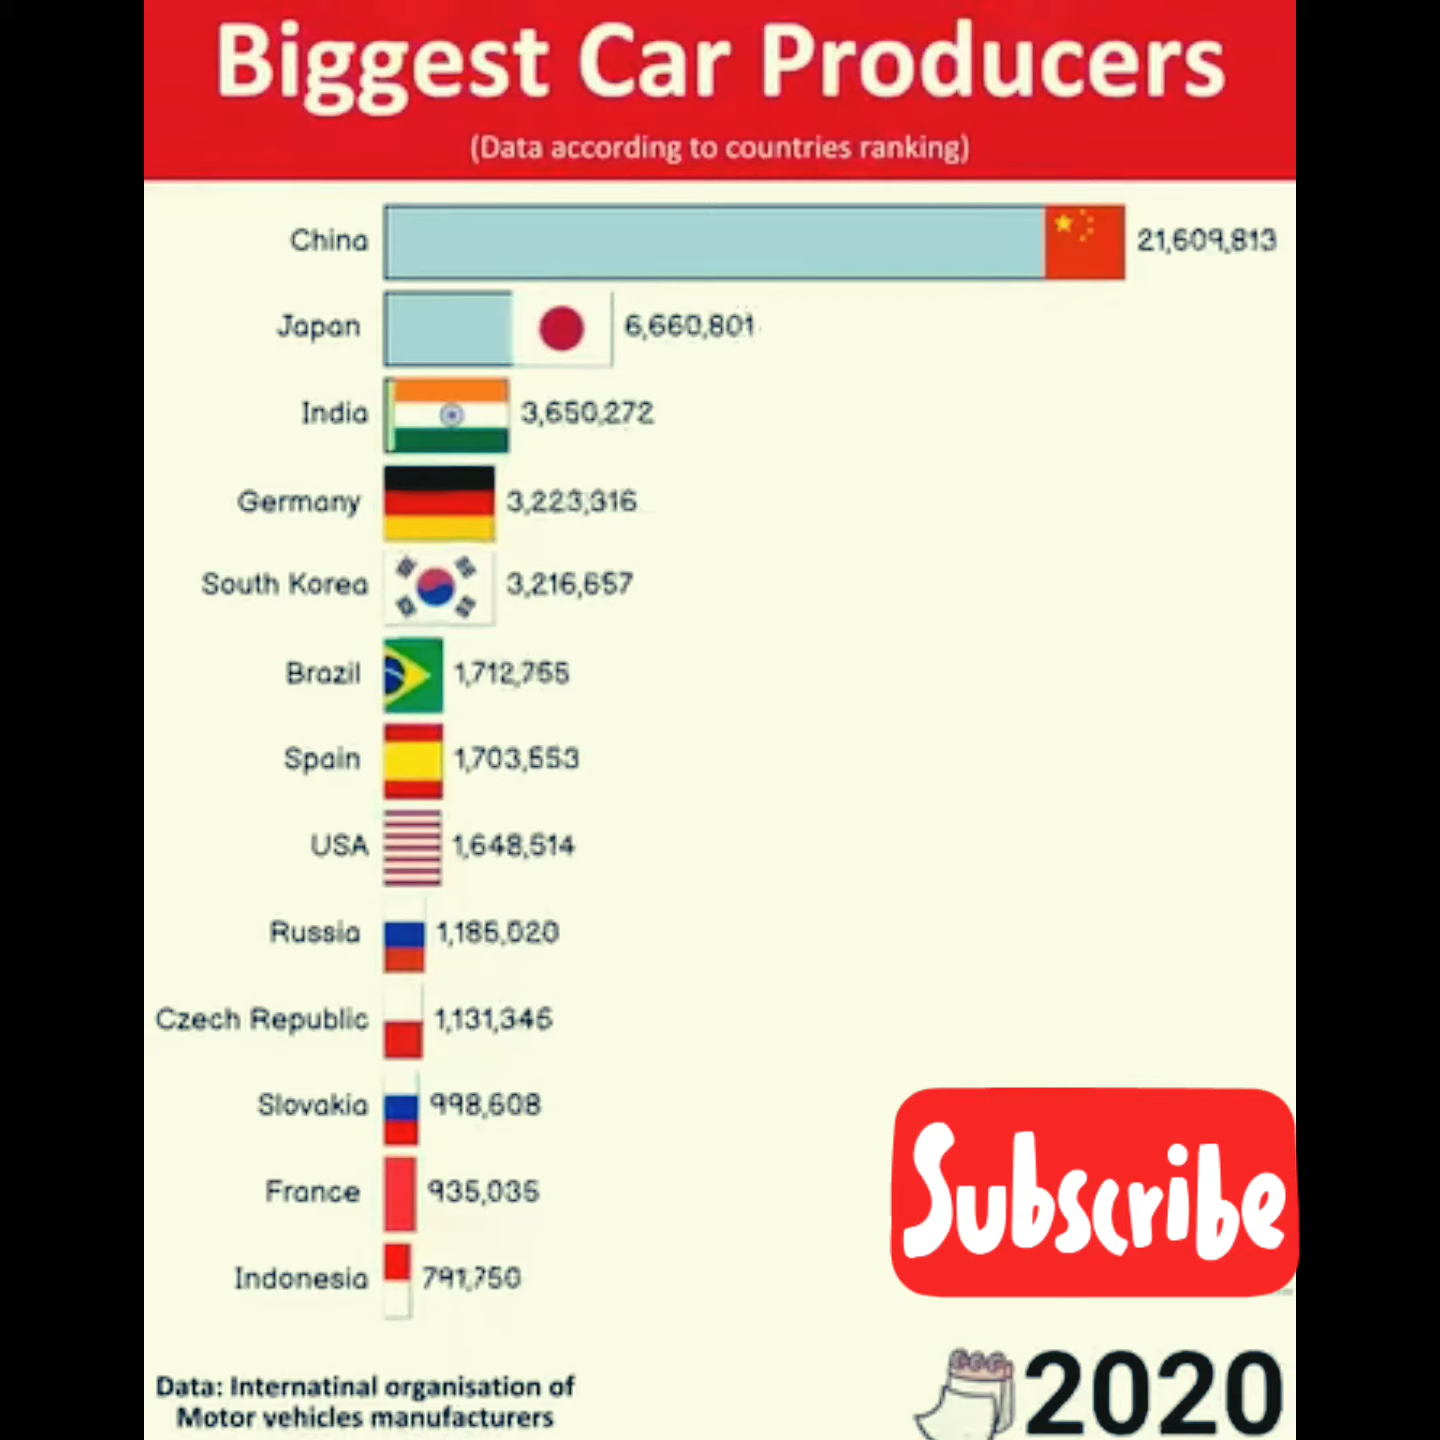 Biggest Car Producers
(Data according to countries ranking)
China 21,609,813
Japan 6,660,801
India 3,650,272
Germany 3,223,316
South Korea 3,216,657
Brazil 1,712,755
Spain 1,703,553
USA 1,648,514
Russia 1,185,020
Czech Republic 1,131,346
Slovakia 998,608
France 935,035
Indonesia 791,750
Subscribe
Data: Internatinal organisation of
Motor vehicles manufacturers
2020